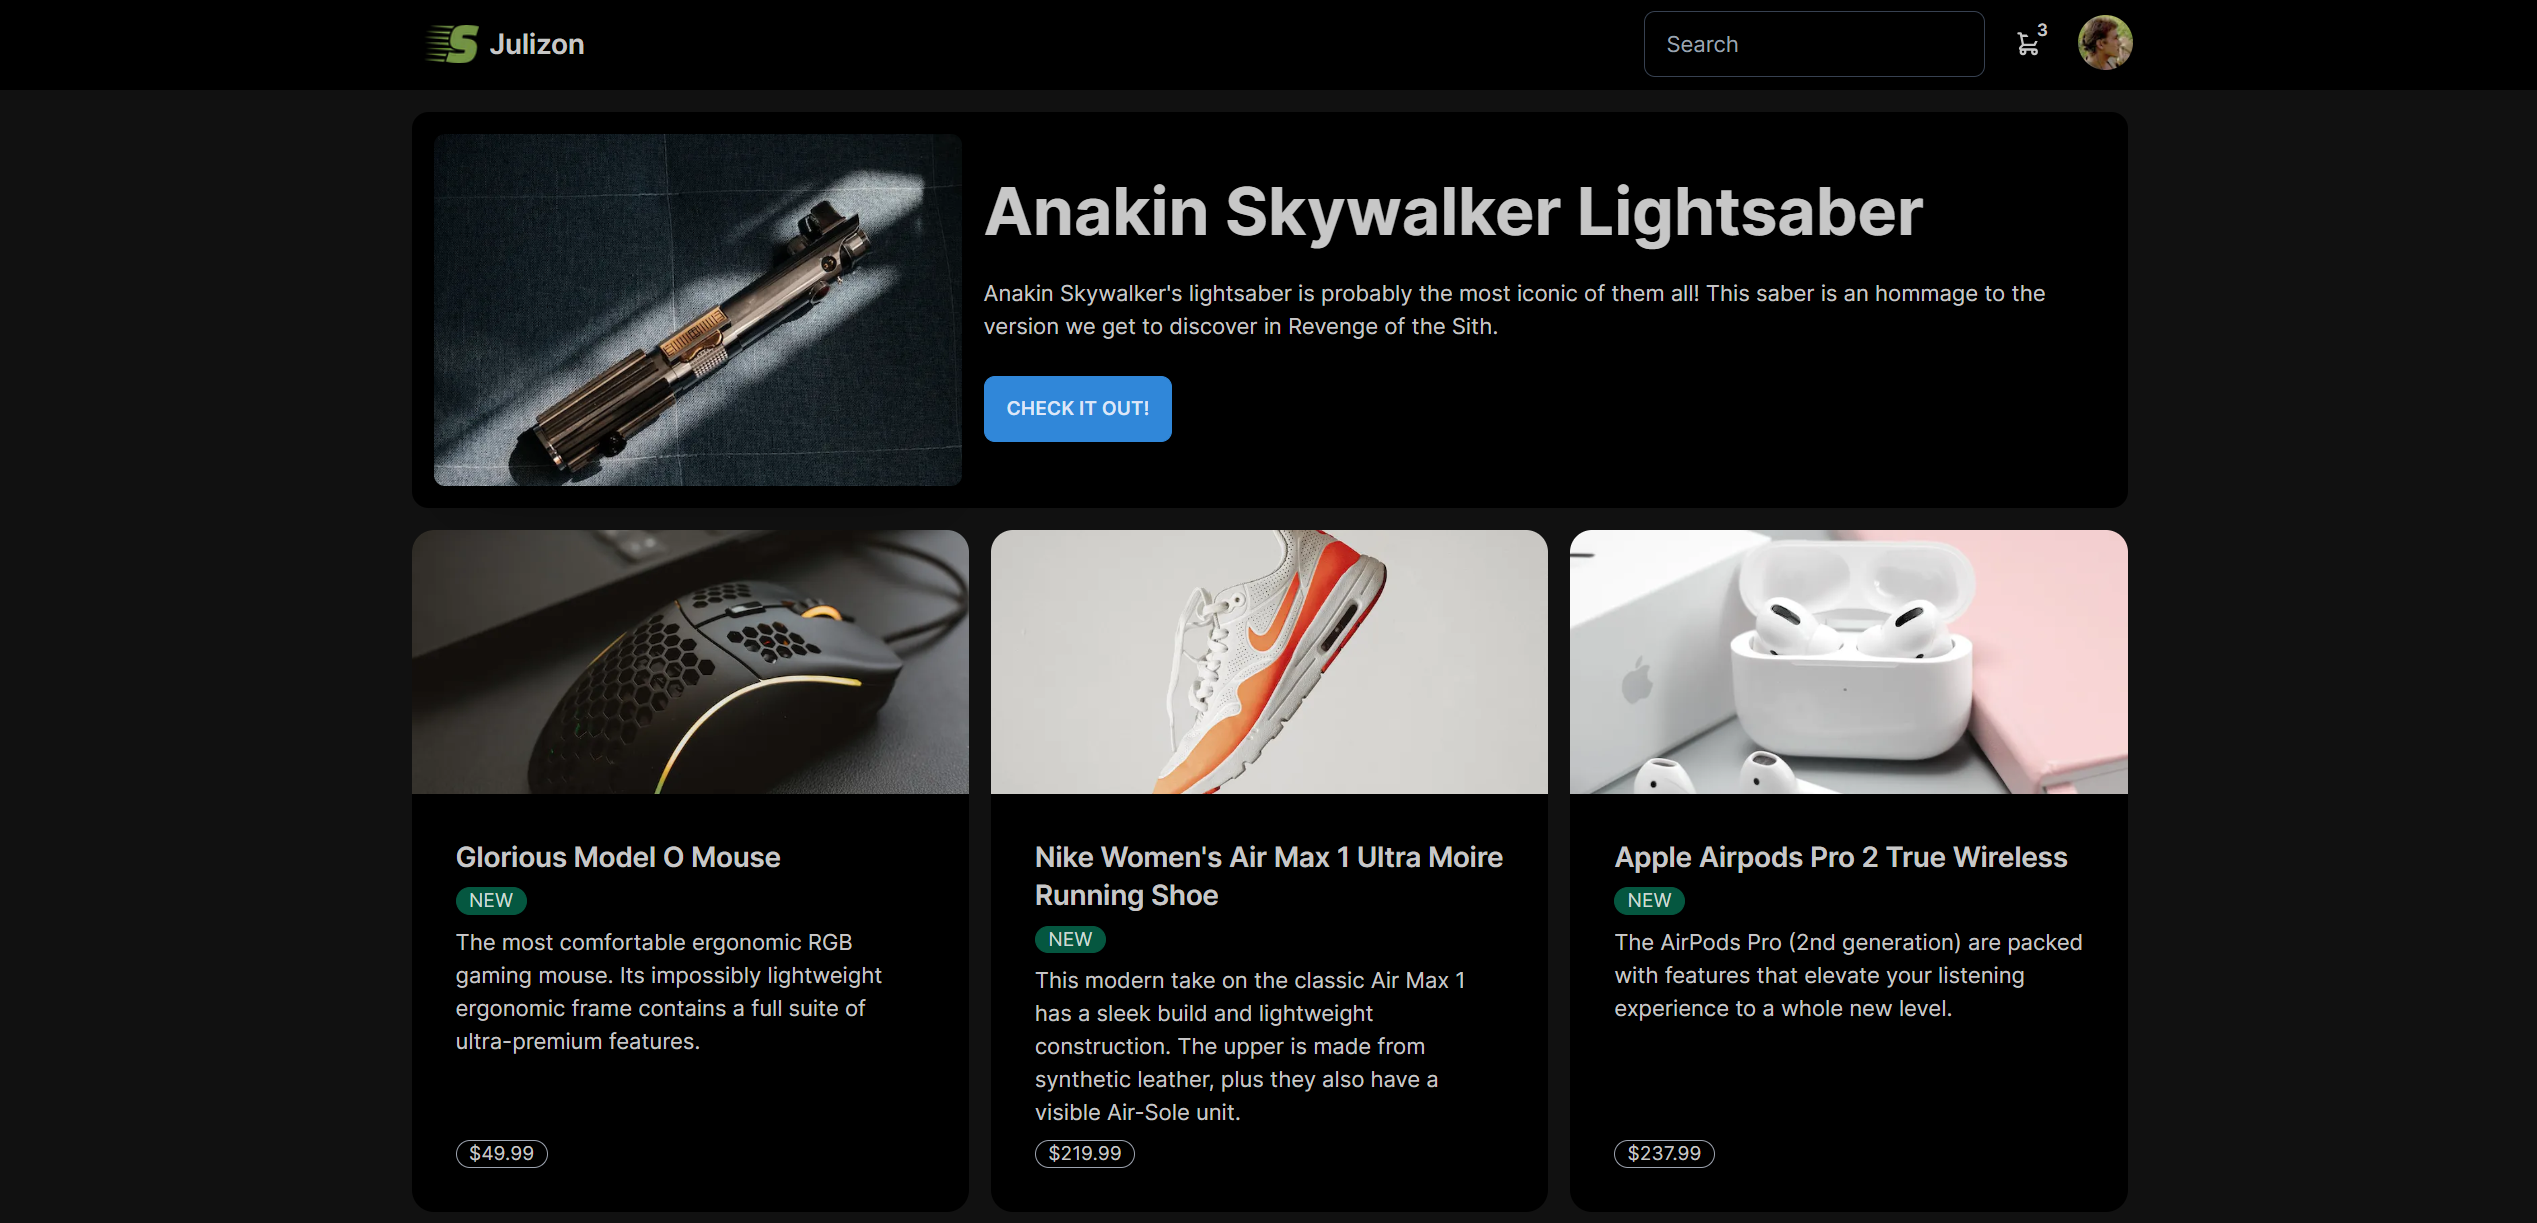 S Julizon
Search
3
Anakin Skywalker Lightsaber
Anakin Skywalker's lightsaber is probably the most iconic of them all! This saber is an hommage to the
version we get to discover in Revenge of the Sith.
CHECK IT OUT!
Glorious Model O Mouse
NEW
The most comfortable ergonomic RGB
gaming mouse. Its impossibly lightweight
ergonomic frame contains a full suite of
ultra-premium features.
$49.99
Nike Women's Air Max 1 Ultra Moire
Running Shoe
NEW
This modern take on the classic Air Max 1
has a sleek build and lightweight
construction. The upper is made from
synthetic leather, plus they also have a
visible Air-Sole unit.
$219.99
Apple Airpods Pro 2 True Wireless
NEW
The AirPods Pro (2nd generation) are packed
with features that elevate your listening
experience to a whole new level.
$237.99